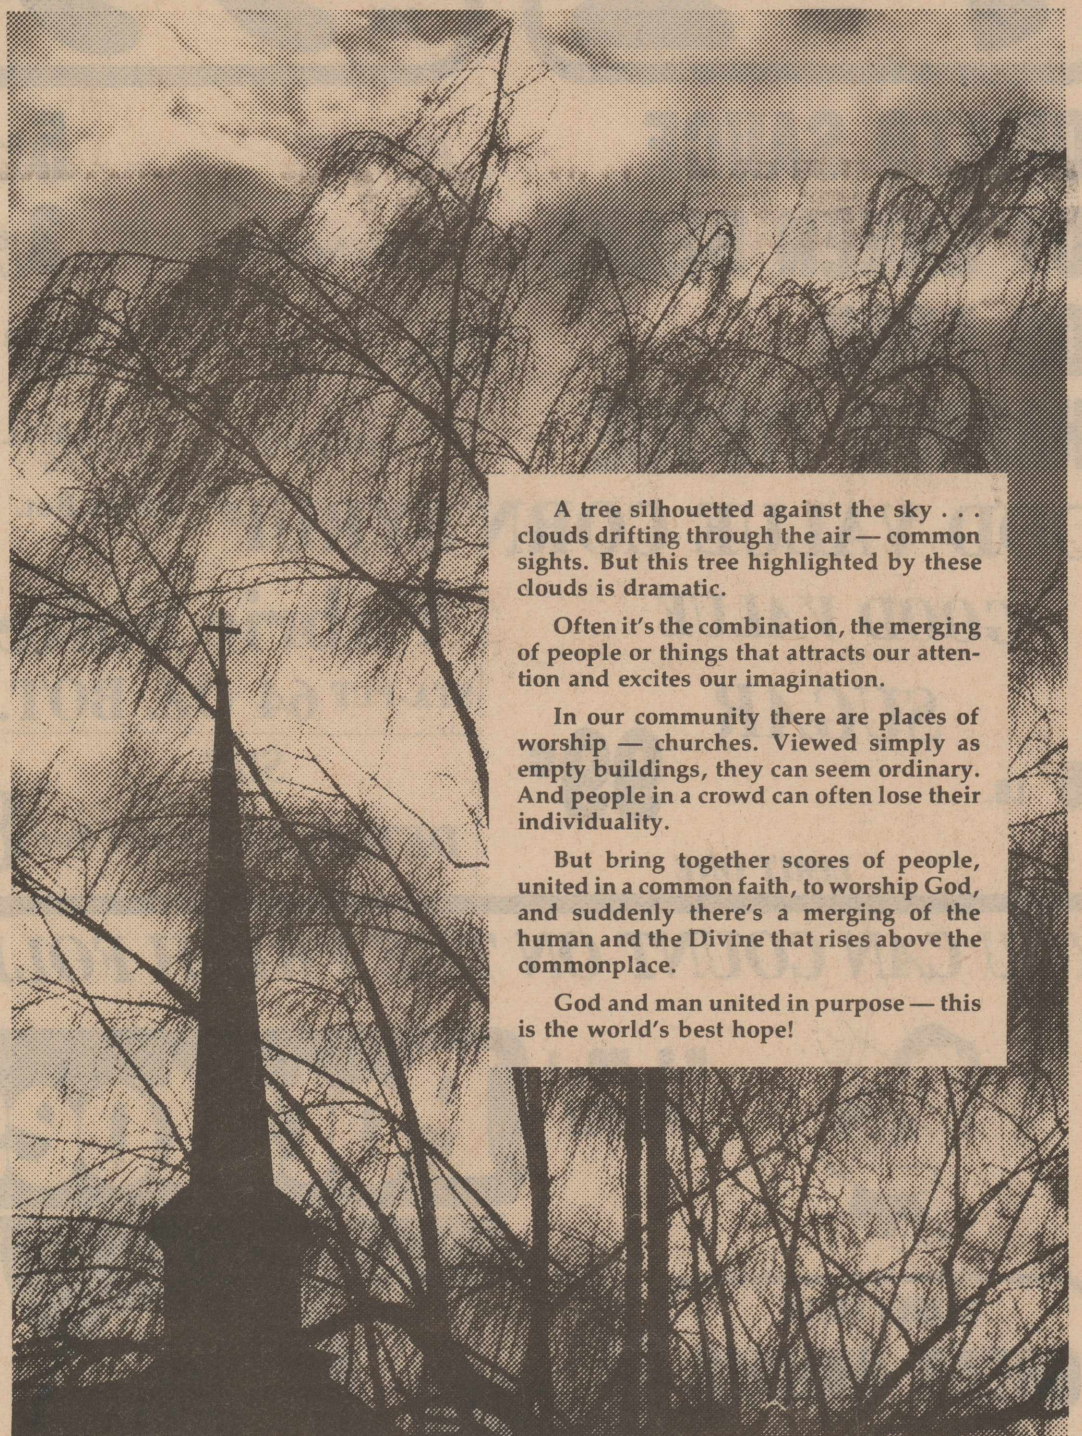 A tree silhouetted against the sky . . .
clouds drifting through the air — common
sights. But this tree highlighted by these
clouds is dramatic.
Often it's the combination, the merging
of people or things that attracts our atten-
tion and excites our imagination.
In our community there are places of
worship — churches. Viewed simply as
empty buildings, they can seem ordinary.
And people in a crowd can often lose their
individuality.
But bring together scores of people,
united in a common faith, to worship God,
and suddenly there's a merging of the
human and the Divine that rises above the
commonplace.
God and man united in purpose — this
is the world's best hope!